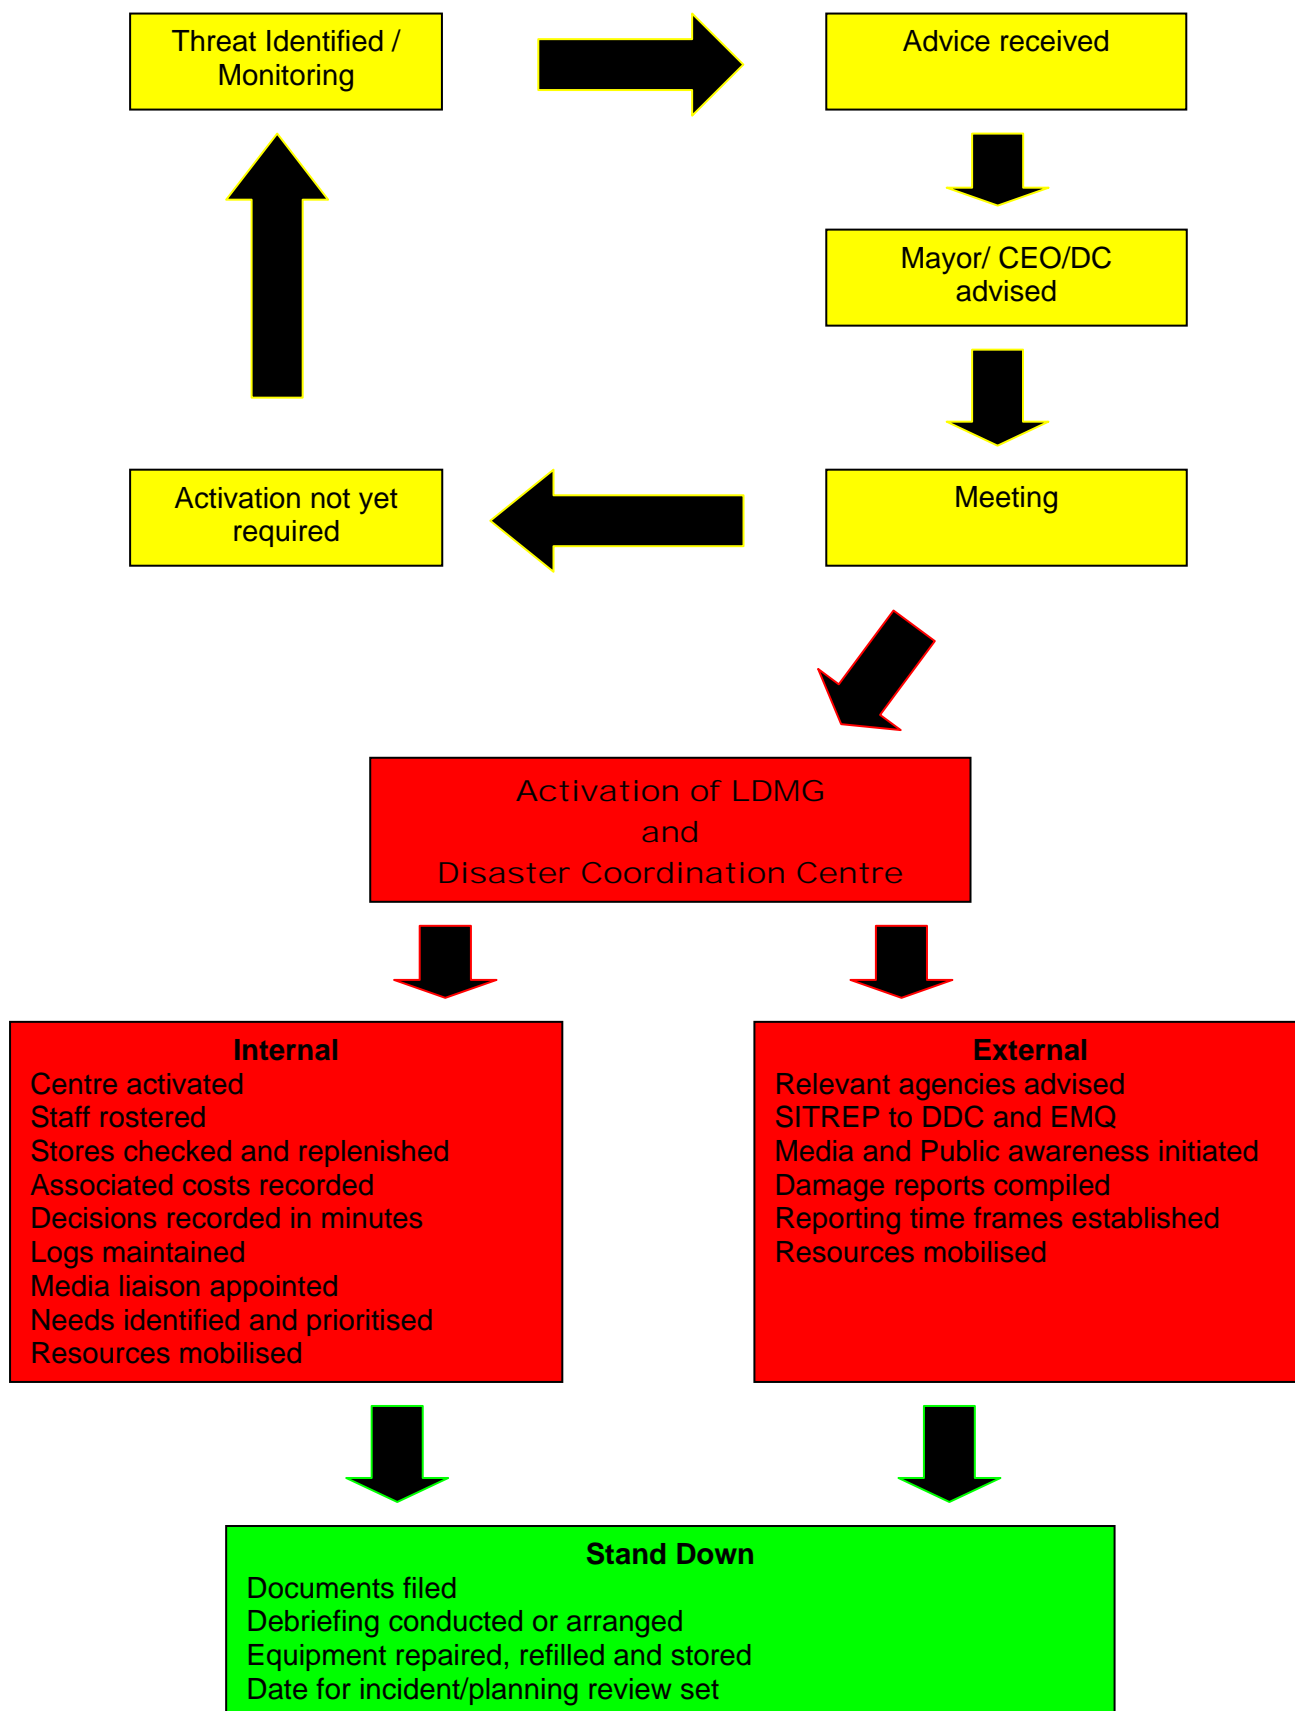 Threat Identified /
Monitoring
Advice received
Mayor/ CEO/DC
advised
Activation not yet
required
Meeting
Activation of LDMG
and
Disaster Coordination Centre
Internal
Centre activated
Staff rostered
Stores checked and replenished
Associated costs recorded
Decisions recorded in minutes
Logs maintained
Media liaison appointed
Needs identified and prioritised
Resources mobilised
External
Relevant agencies advised
SITREP to DDC and EMQ
Media and Public awareness initiated
Damage reports compiled
Reporting time frames established
Resources mobilised
Stand Down
Documents filed
Debriefing conducted or arranged
Equipment repaired, refilled and stored
Date for incident/planning review set